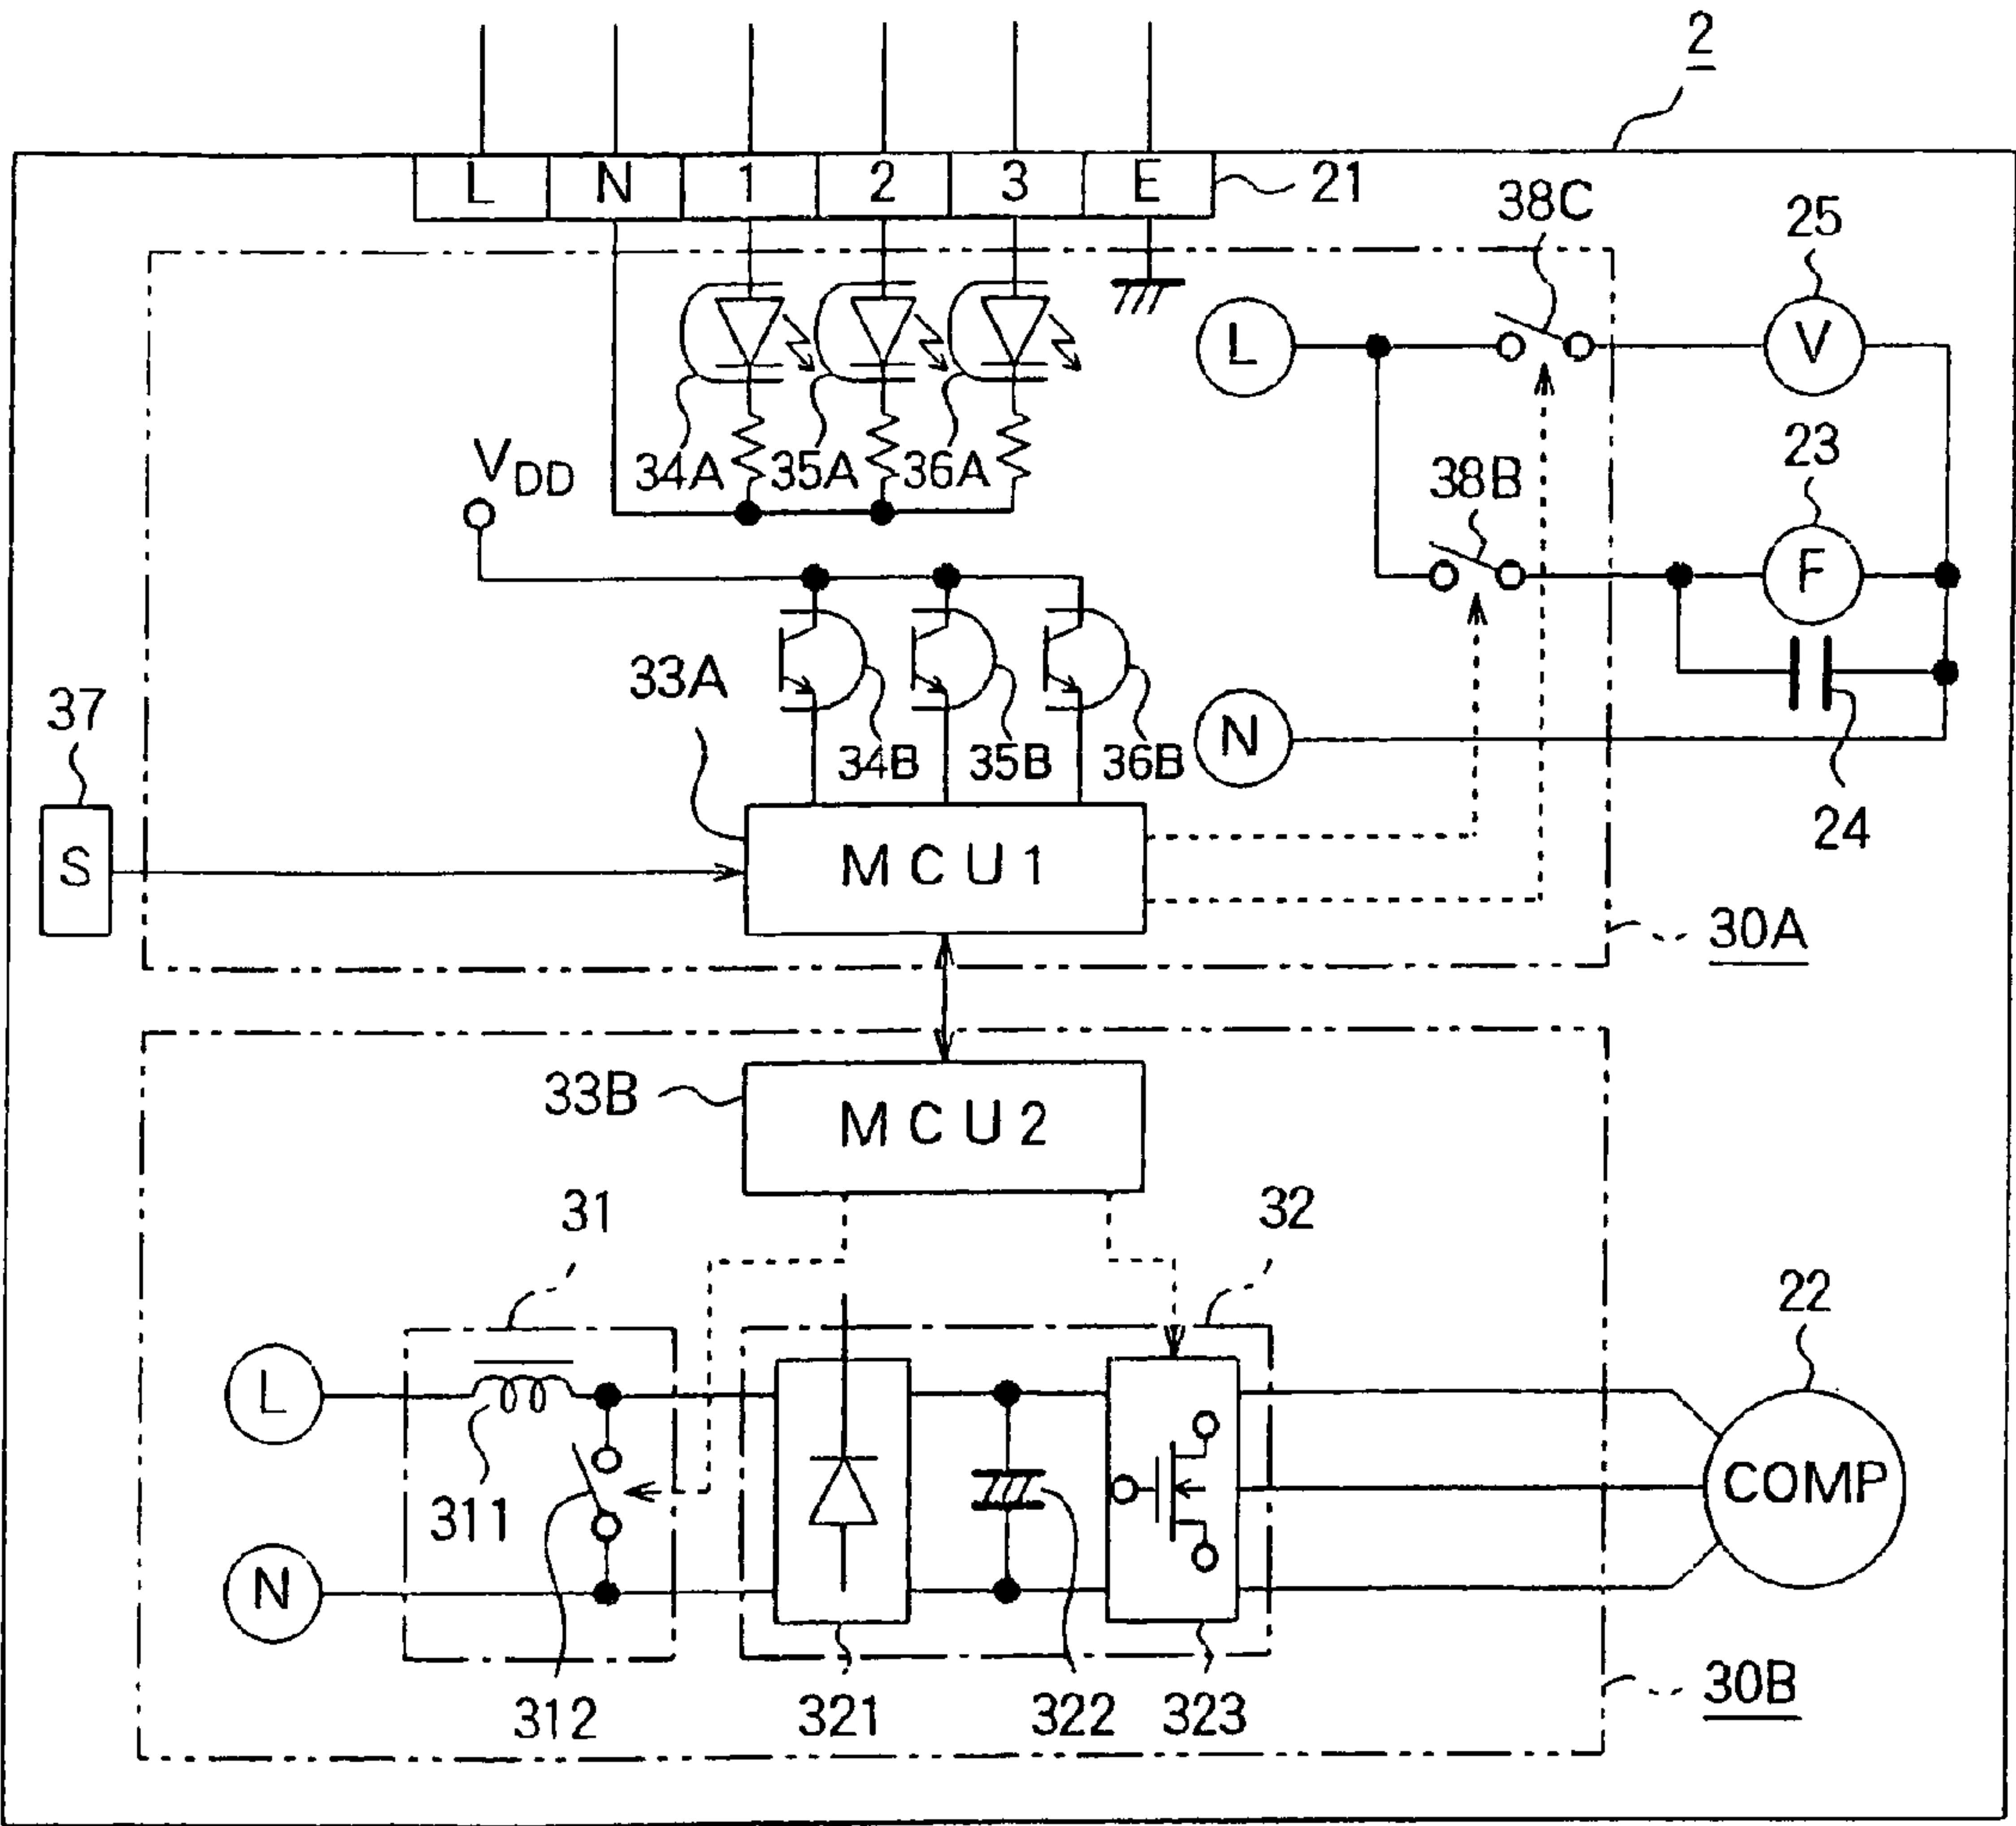 2
L N 1 2 3 E 21
38C 25
L V
34A 35A 36A
VDD
38B 23
F
33A
34B 35B 36B
N
24
37
S
MCU1
30A
33B
MCU2
31 32
22
L
311
COMP
N
312 321 322 323
30B